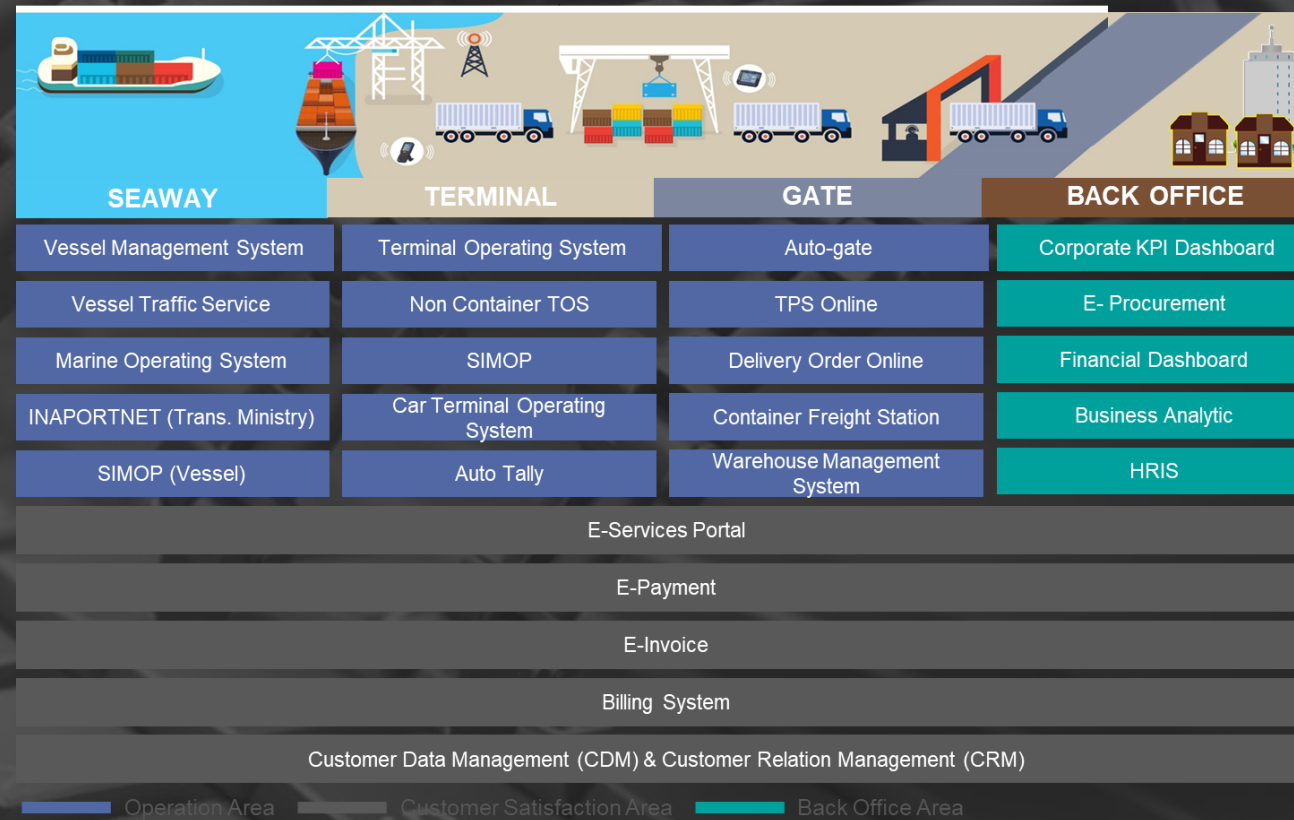 SEAWAY TERMINAL GATE BACK OFFICE
Vessel Management System Terminal Operating System Auto-gate Corporate KPI Dashboard
Vessel Traffic Service Non Container TOS TPS Online E- Procurement
Marine Operating System SIMOP Delivery Order Online Financial Dashboard
INAPORTNET (Trans. Ministry) Car Terminal Operating
System Container Freight Station Business Analytic
SIMOP (Vessel) Auto Tally Warehouse Management
System HRIS
E-Services Portal
E-Payment
E-Invoice
Billing System
Customer Data Management (CDM) & Customer Relation Management (CRM)
Operation Area Customer Satisfaction Area Back Office Area